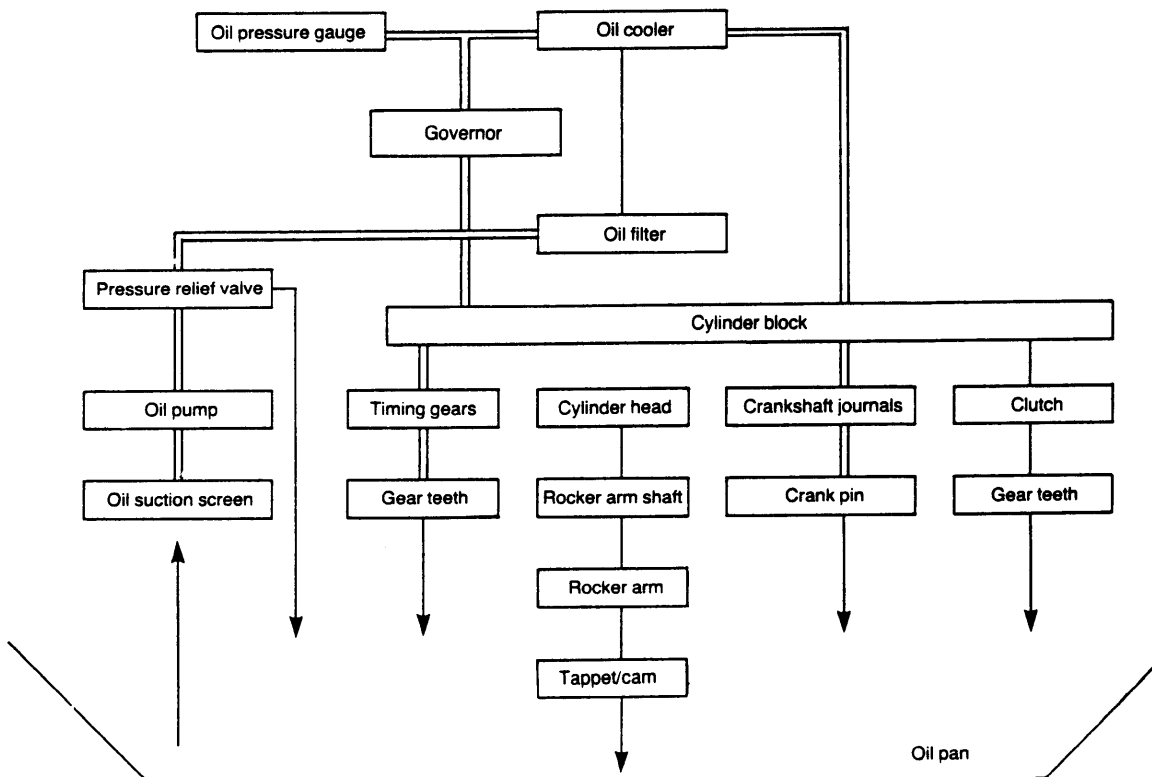 Oil pressure gauge
Oil cooler
Governor
Oil filter
Pressure relief valve
Cylinder block
Oil pump
Timing gears
Cylinder head
Crankshaft journals
Clutch
Oil suction screen
Gear teeth
Rocker arm shaft
Crank pin
Gear teeth
Rocker arm
Tappet/cam
Oil pan